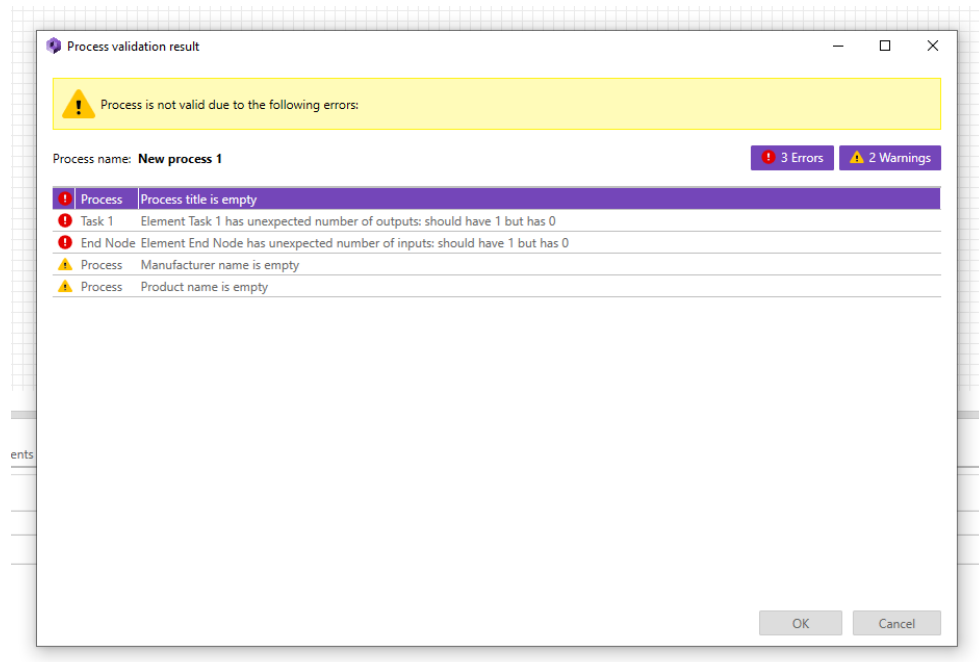 Process validation result
Process is not valid due to the following errors:
Process name: New process 1
3 Errors
2 Warnings
Process Process title is empty
Task 1 Element Task 1 has unexpected number of outputs: should have 1 but has 0
End Node Element End Node has unexpected number of inputs: should have 1 but has 0
Process Manufacturer name is empty
Process Product name is empty
ents
OK
Cancel